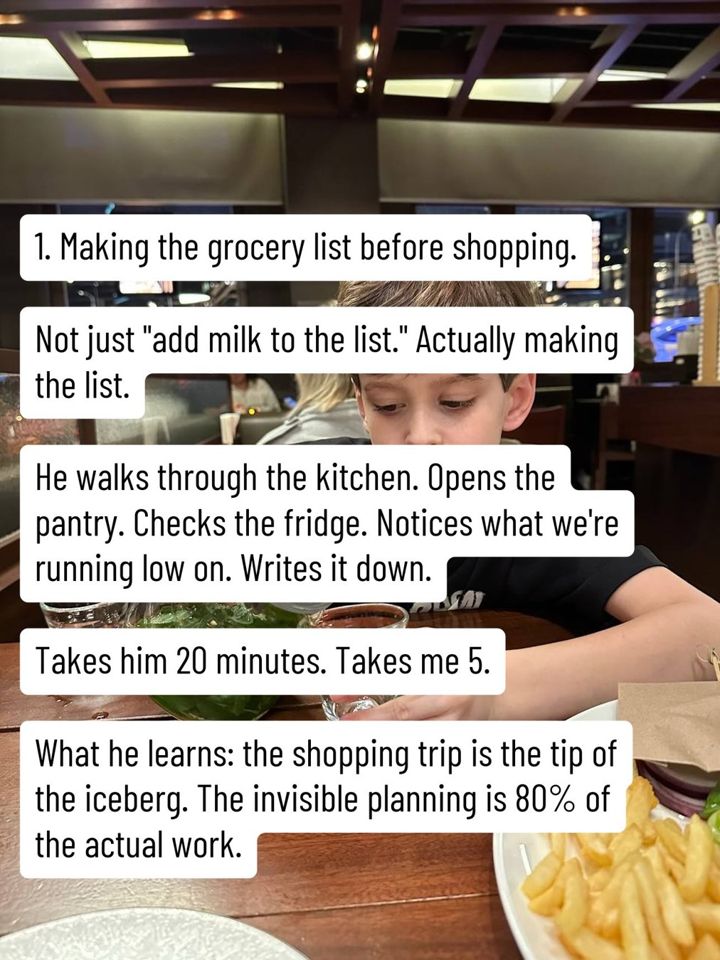 1. Making the grocery list before shopping.
Not just "add milk to the list." Actually making
the list.
He walks through the kitchen. Opens the
pantry. Checks the fridge. Notices what we're
running low on. Writes it down.
Takes him 20 minutes. Takes me 5.
What he learns: the shopping trip is the tip of
the iceberg. The invisible planning is 80% of
the actual work.